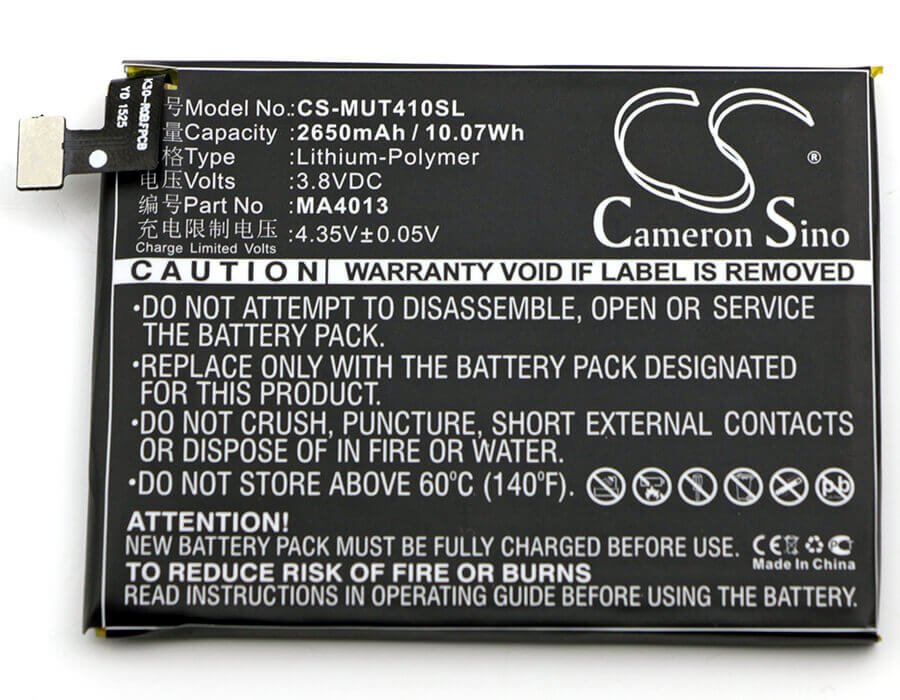 K30-ROBFPCB
YD 1525
号Model No.: CS-MUT410SL
量Capacity : 2650mAh / 10.07Wh
格Type : Lithium-Polymer
电压Volts : 3.8VDC
编号Part No : MA4013
充电限制电压 : 4.35V±0.05V
Charge Limited Volts
CS ®
Cameron Sino
CAUTION WARRANTY VOID IF LABEL IS REMOVED
•DO NOT ATTEMPT TO DISASSEMBLE, OPEN OR SERVICE
THE BATTERY PACK.
•REPLACE ONLY WITH THE BATTERY PACK DESIGNATED
FOR THIS PRODUCT.
•DO NOT CRUSH, PUNCTURE, SHORT EXTERNAL CONTACTS
OR DISPOSE OF IN FIRE OR WATER.
•DO NOT STORE ABOVE 60°C (140°F). Pb
ATTENTION!
NEW BATTERY PACK MUST BE FULLY CHARGED BEFORE USE. CE
Made In China
TO REDUCE RISK OF FIRE OR BURNS
READ INSTRUCTIONS IN OPERATING GUIDE BEFORE USING THE BATTERY.